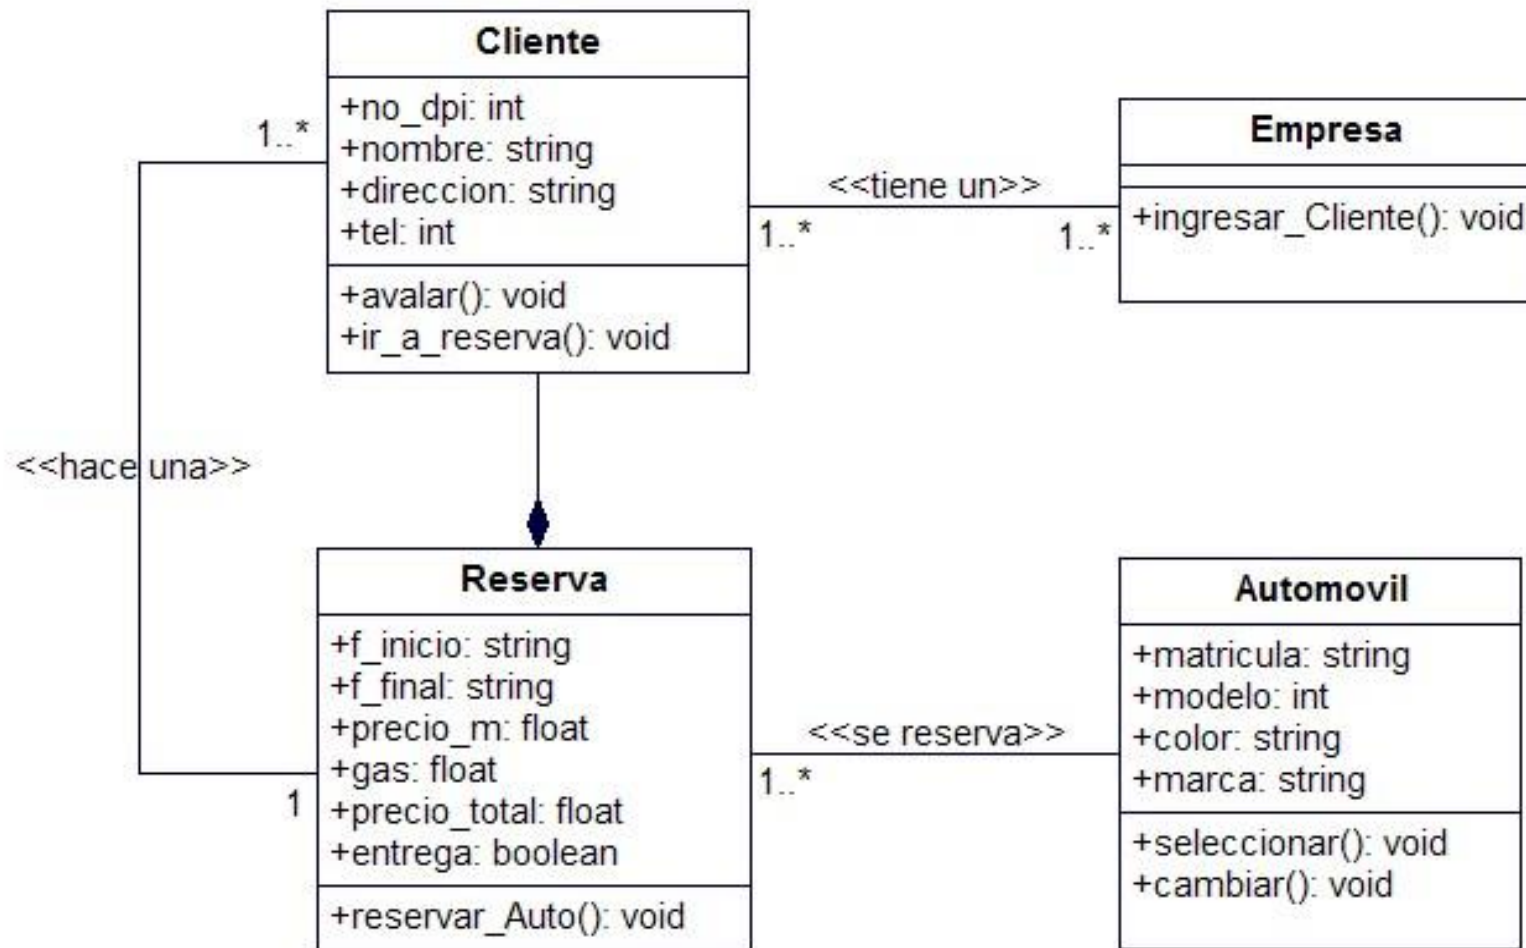 Cliente
+no_dpi: int
+nombre: string
+direccion: string
+tel: int
+avalar(): void
+ir_a_reserva(): void
1..*
<<tiene un>>
1..*
1..*
Empresa
+ingresar_Cliente(): void
<<hace una>>
1
Reserva
+f_inicio: string
+f_final: string
+precio_m: float
+gas: float
+precio_total: float
+entrega: boolean
+reservar_Auto(): void
<<se reserva>>
1..*
Automovil
+matricula: string
+modelo: int
+color: string
+marca: string
+seleccionar(): void
+cambiar(): void